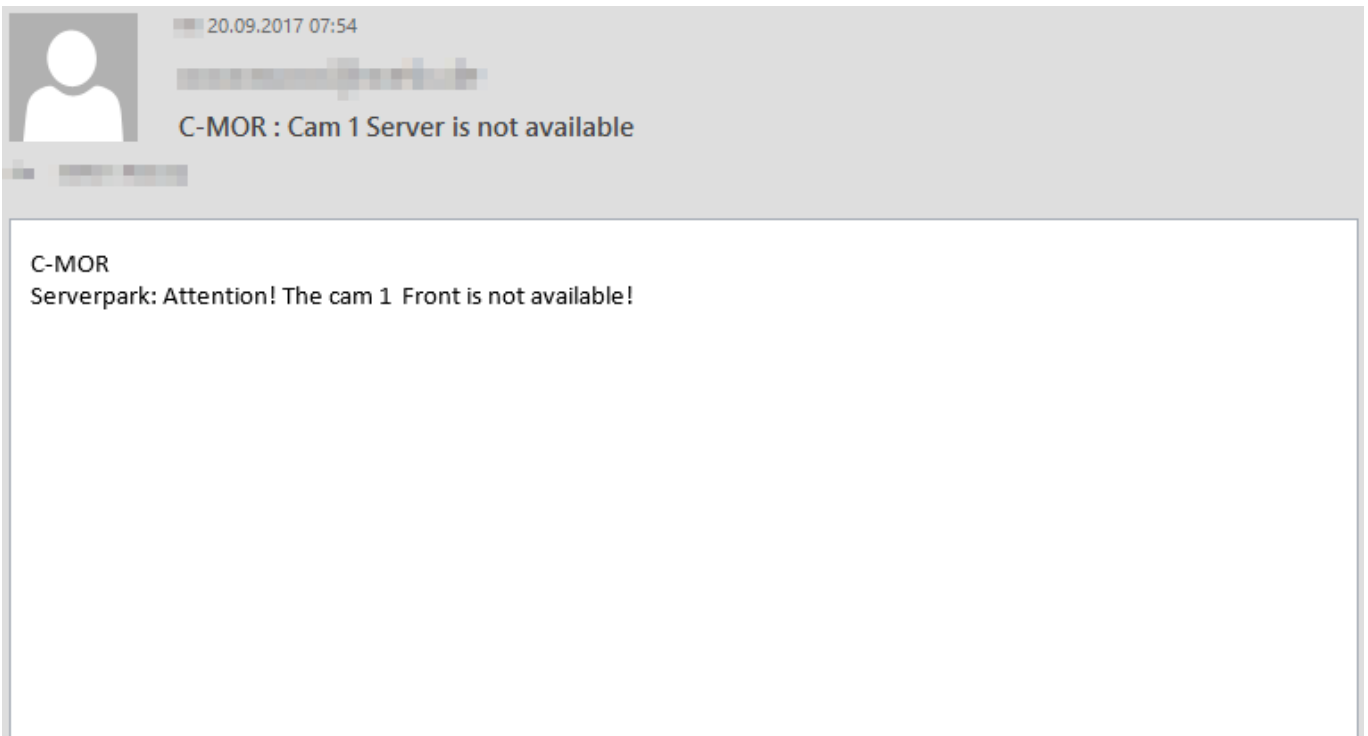 20.09.2017 07:54
C-MOR : Cam 1 Server is not available
C-MOR
Serverpark: Attention! The cam 1 Front is not available!